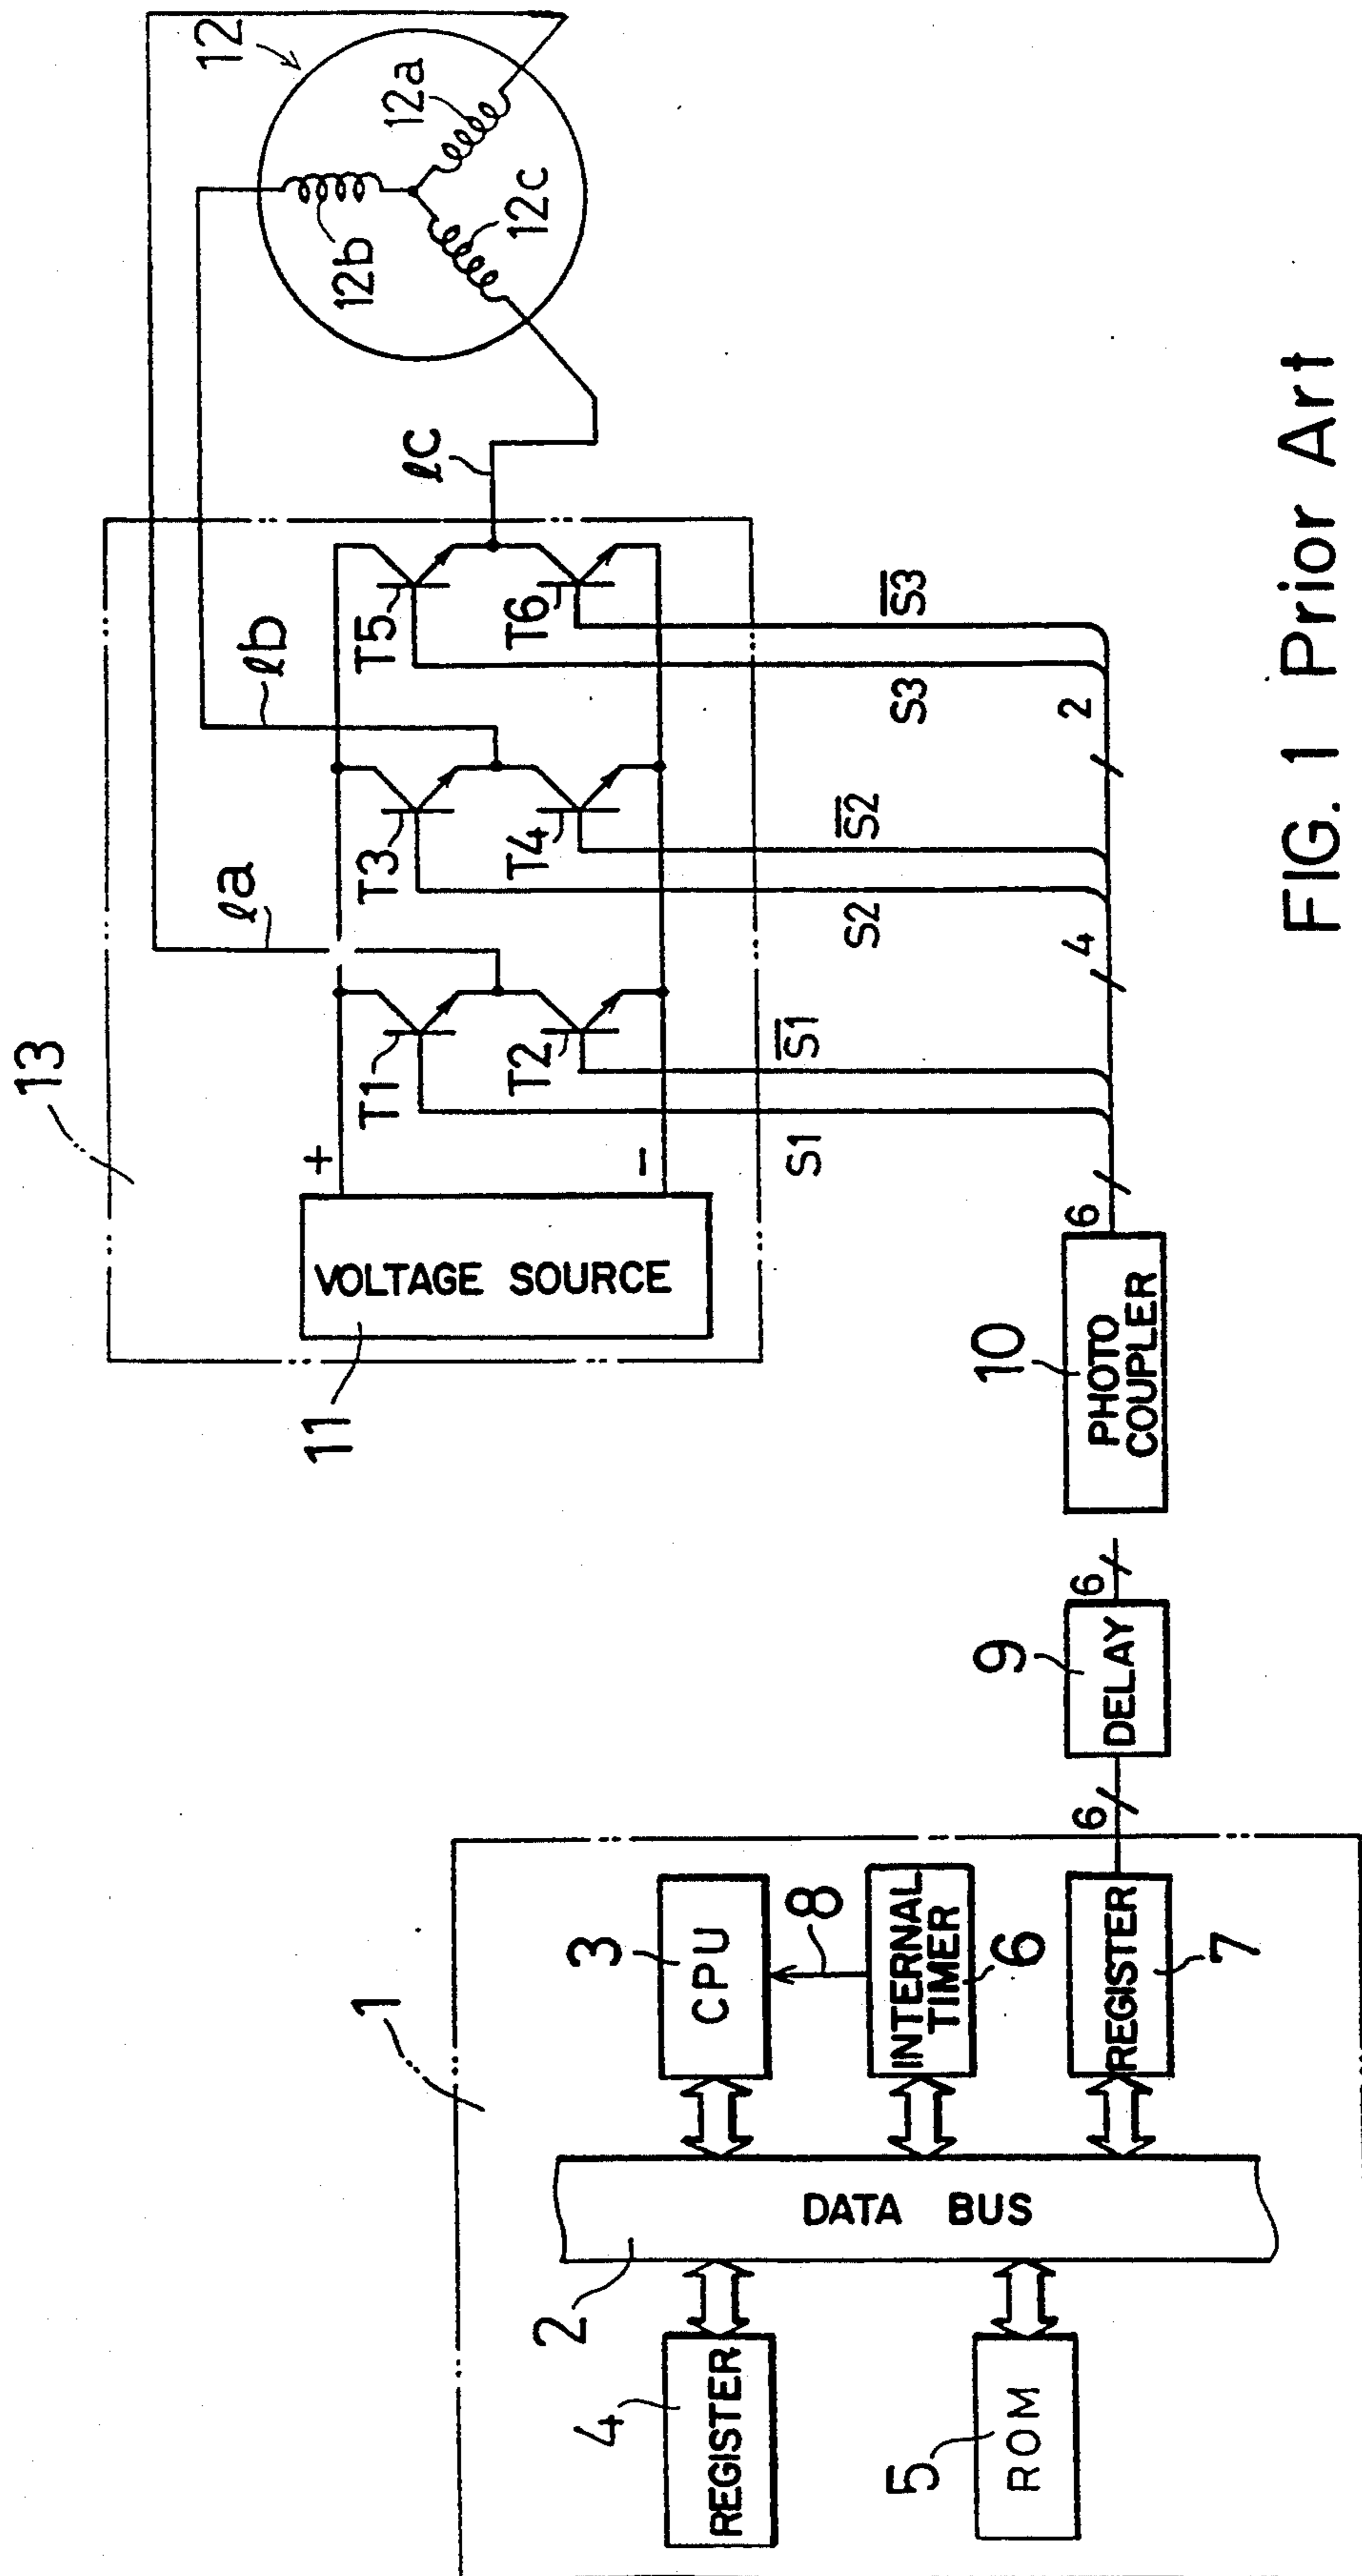 13
12
12a
12b
12c
ℓa
ℓb
ℓc
+
-
T1
T3
T5
T2
T4
T6
11
VOLTAGE SOURCE
S1
S̅1̅
S2
S̅2̅
S3
S̅3̅
1
3
CPU
8
INTERNAL
TIMER
6
REGISTER
7
2
DATA BUS
4
REGISTER
5
ROM
6
9
DELAY
6
10
PHOTO
COUPLER
6
4
2
FIG. 1 Prior Art